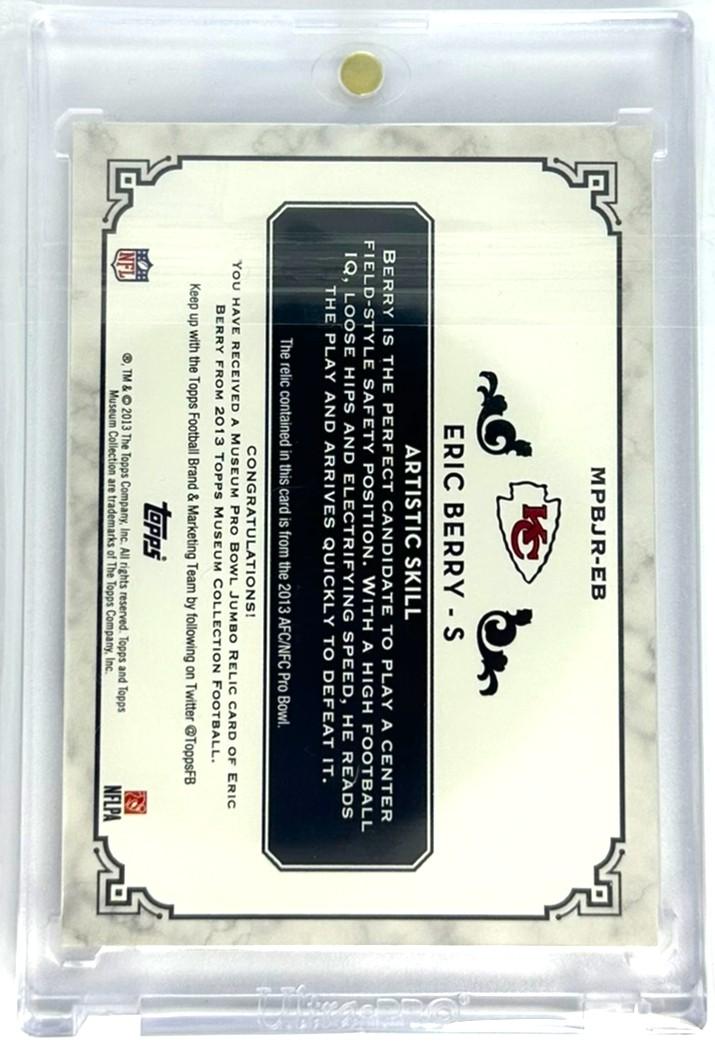 MPBJR-EB
KC
ERIC BERRY - S
ARTISTIC SKILL
BERRY IS THE PERFECT CANDIDATE TO PLAY A CENTER
FIELD-STYLE SAFETY POSITION. WITH A HIGH FOOTBALL
IQ, LOOSE HIPS AND ELECTRIFYING SPEED, HE READS
THE PLAY AND ARRIVES QUICKLY TO DEFEAT IT.
The relic contained in this card is from the 2013 AFC/NFC Pro Bowl.
CONGRATULATIONS!
YOU HAVE RECEIVED A MUSEUM PRO BOWL JUMBO RELIC CARD OF ERIC
BERRY FROM 2013 TOPPS MUSEUM COLLECTION FOOTBALL.
Keep up with the Topps Football Brand & Marketing Team by following on Twitter @ToppsFB
NFL
topps
NFLPA
®, TM & © 2013 The Topps Company, Inc. All rights reserved. Topps and Topps
Museum Collection are trademarks of The Topps Company, Inc.
Ultra PRO